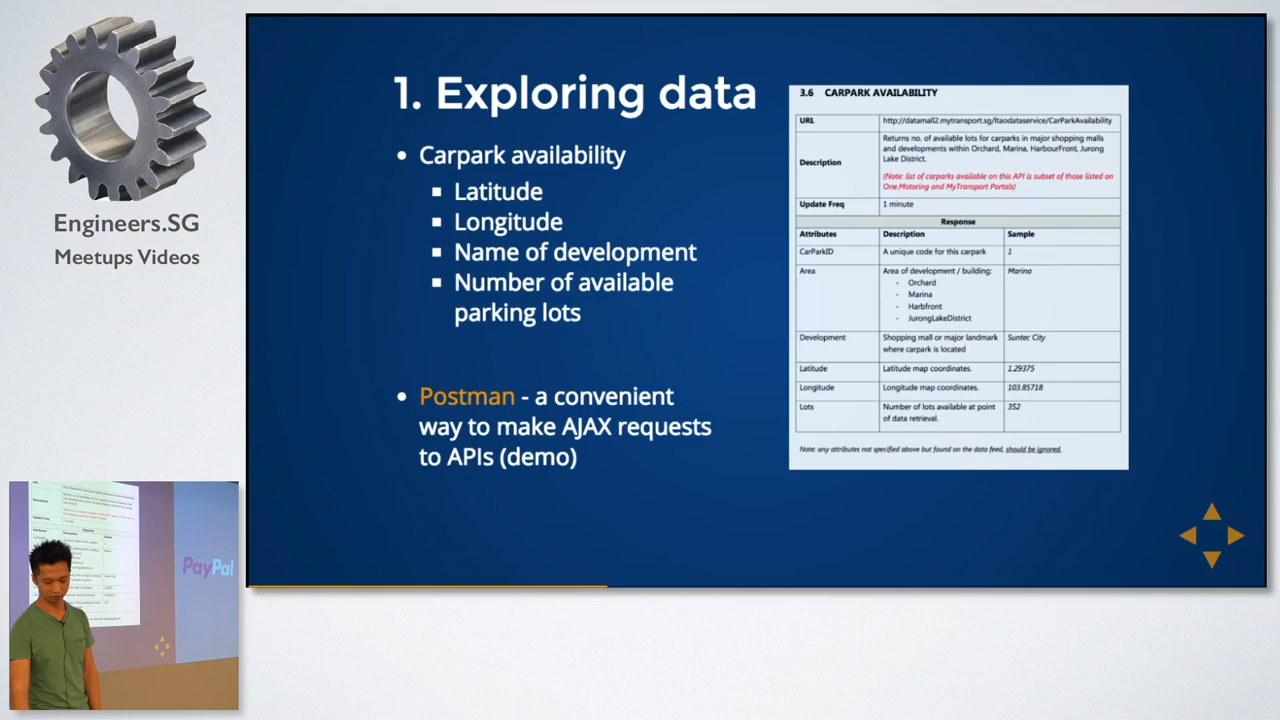 Engineers.SG
Meetups Videos
1. Exploring data
• Carpark availability
▪ Latitude
▪ Longitude
▪ Name of development
▪ Number of available
parking lots
• Postman - a convenient
way to make AJAX requests
to APIs (demo)
3.6 CARPARK AVAILABILITY
URL http://datamall2.mytransport.sg/ltaodataservice/CarParkAvailability
Description Returns no. of available lots for carparks in major shopping malls
and developments within Orchard, Marina, HarbourFront, Jurong
Lake District.
(Note: list of carparks available on this API is subset of those listed on
One.Motoring and MyTransport Portals)
Update Freq 1 minute
Response
Attributes Description Sample
CarParkID A unique code for this carpark 1
Area Area of development / building: Marina
- Orchard
- Marina
- Harbfront
- JurongLakeDistrict
Development Shopping mall or major landmark Suntec City
where carpark is located
Latitude Latitude map coordinates. 1.29375
Longitude Longitude map coordinates. 103.85718
Lots Number of lots available at point 352
of data retrieval.
Note: any attributes not specified above but found on the data feed, should be ignored.
PayPal